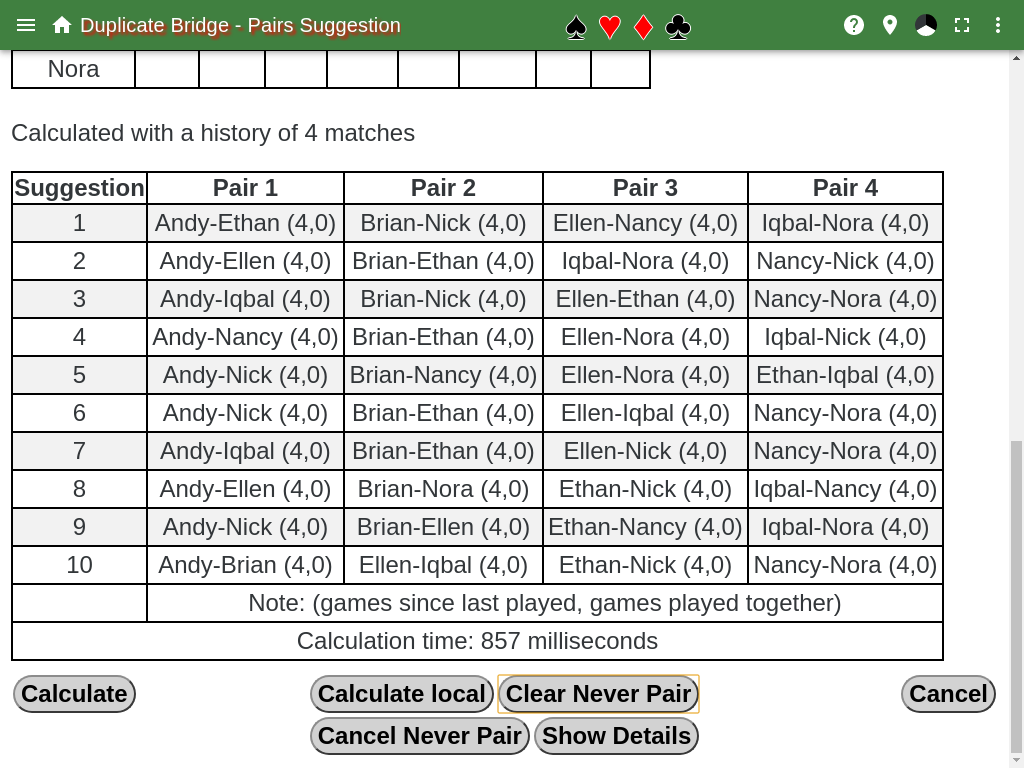 Duplicate Bridge - Pairs Suggestion
Nora
Calculated with a history of 4 matches
Suggestion Pair 1 Pair 2 Pair 3 Pair 4
1 Andy-Ethan (4,0) Brian-Nick (4,0) Ellen-Nancy (4,0) Iqbal-Nora (4,0)
2 Andy-Ellen (4,0) Brian-Ethan (4,0) Iqbal-Nora (4,0) Nancy-Nick (4,0)
3 Andy-Iqbal (4,0) Brian-Nick (4,0) Ellen-Ethan (4,0) Nancy-Nora (4,0)
4 Andy-Nancy (4,0) Brian-Ethan (4,0) Ellen-Nora (4,0) Iqbal-Nick (4,0)
5 Andy-Nick (4,0) Brian-Nancy (4,0) Ellen-Nora (4,0) Ethan-Iqbal (4,0)
6 Andy-Nick (4,0) Brian-Ethan (4,0) Ellen-Iqbal (4,0) Nancy-Nora (4,0)
7 Andy-Iqbal (4,0) Brian-Ethan (4,0) Ellen-Nick (4,0) Nancy-Nora (4,0)
8 Andy-Ellen (4,0) Brian-Nora (4,0) Ethan-Nick (4,0) Iqbal-Nancy (4,0)
9 Andy-Nick (4,0) Brian-Ellen (4,0) Ethan-Nancy (4,0) Iqbal-Nora (4,0)
10 Andy-Brian (4,0) Ellen-Iqbal (4,0) Ethan-Nick (4,0) Nancy-Nora (4,0)
Note: (games since last played, games played together)
Calculation time: 857 milliseconds
Calculate Calculate local Clear Never Pair Cancel
Cancel Never Pair Show Details